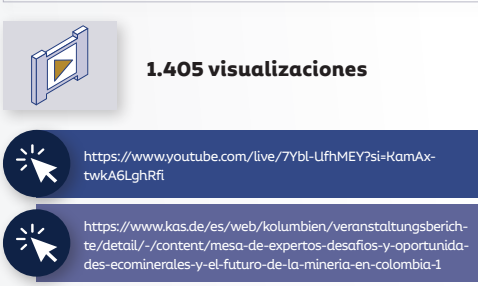 1.405 visualizaciones
https://www.youtube.com/live/7Ybl-UfhMEY?si=KamAx-
twkA6LghRfi
https://www.kas.de/es/web/kolumbien/veranstaltungsberich-
te/detail/-/content/mesa-de-expertos-desafios-y-oportunida-
des-ecominerales-y-el-futuro-de-la-mineria-en-colombia-1